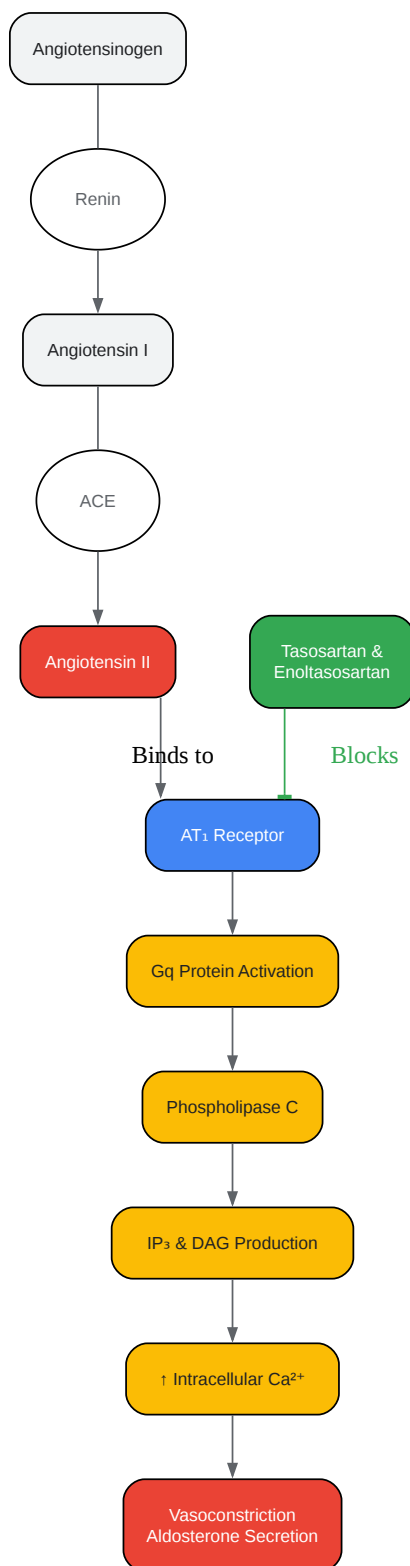 Angiotensinogen
Renin
Angiotensin I
ACE
Angiotensin II
Tasosartan &
Enoltasosartan
Binds to
Blocks
AT₁ Receptor
Gq Protein Activation
Phospholipase C
IP₃ & DAG Production
↑ Intracellular Ca²⁺
Vasoconstriction
Aldosterone Secretion